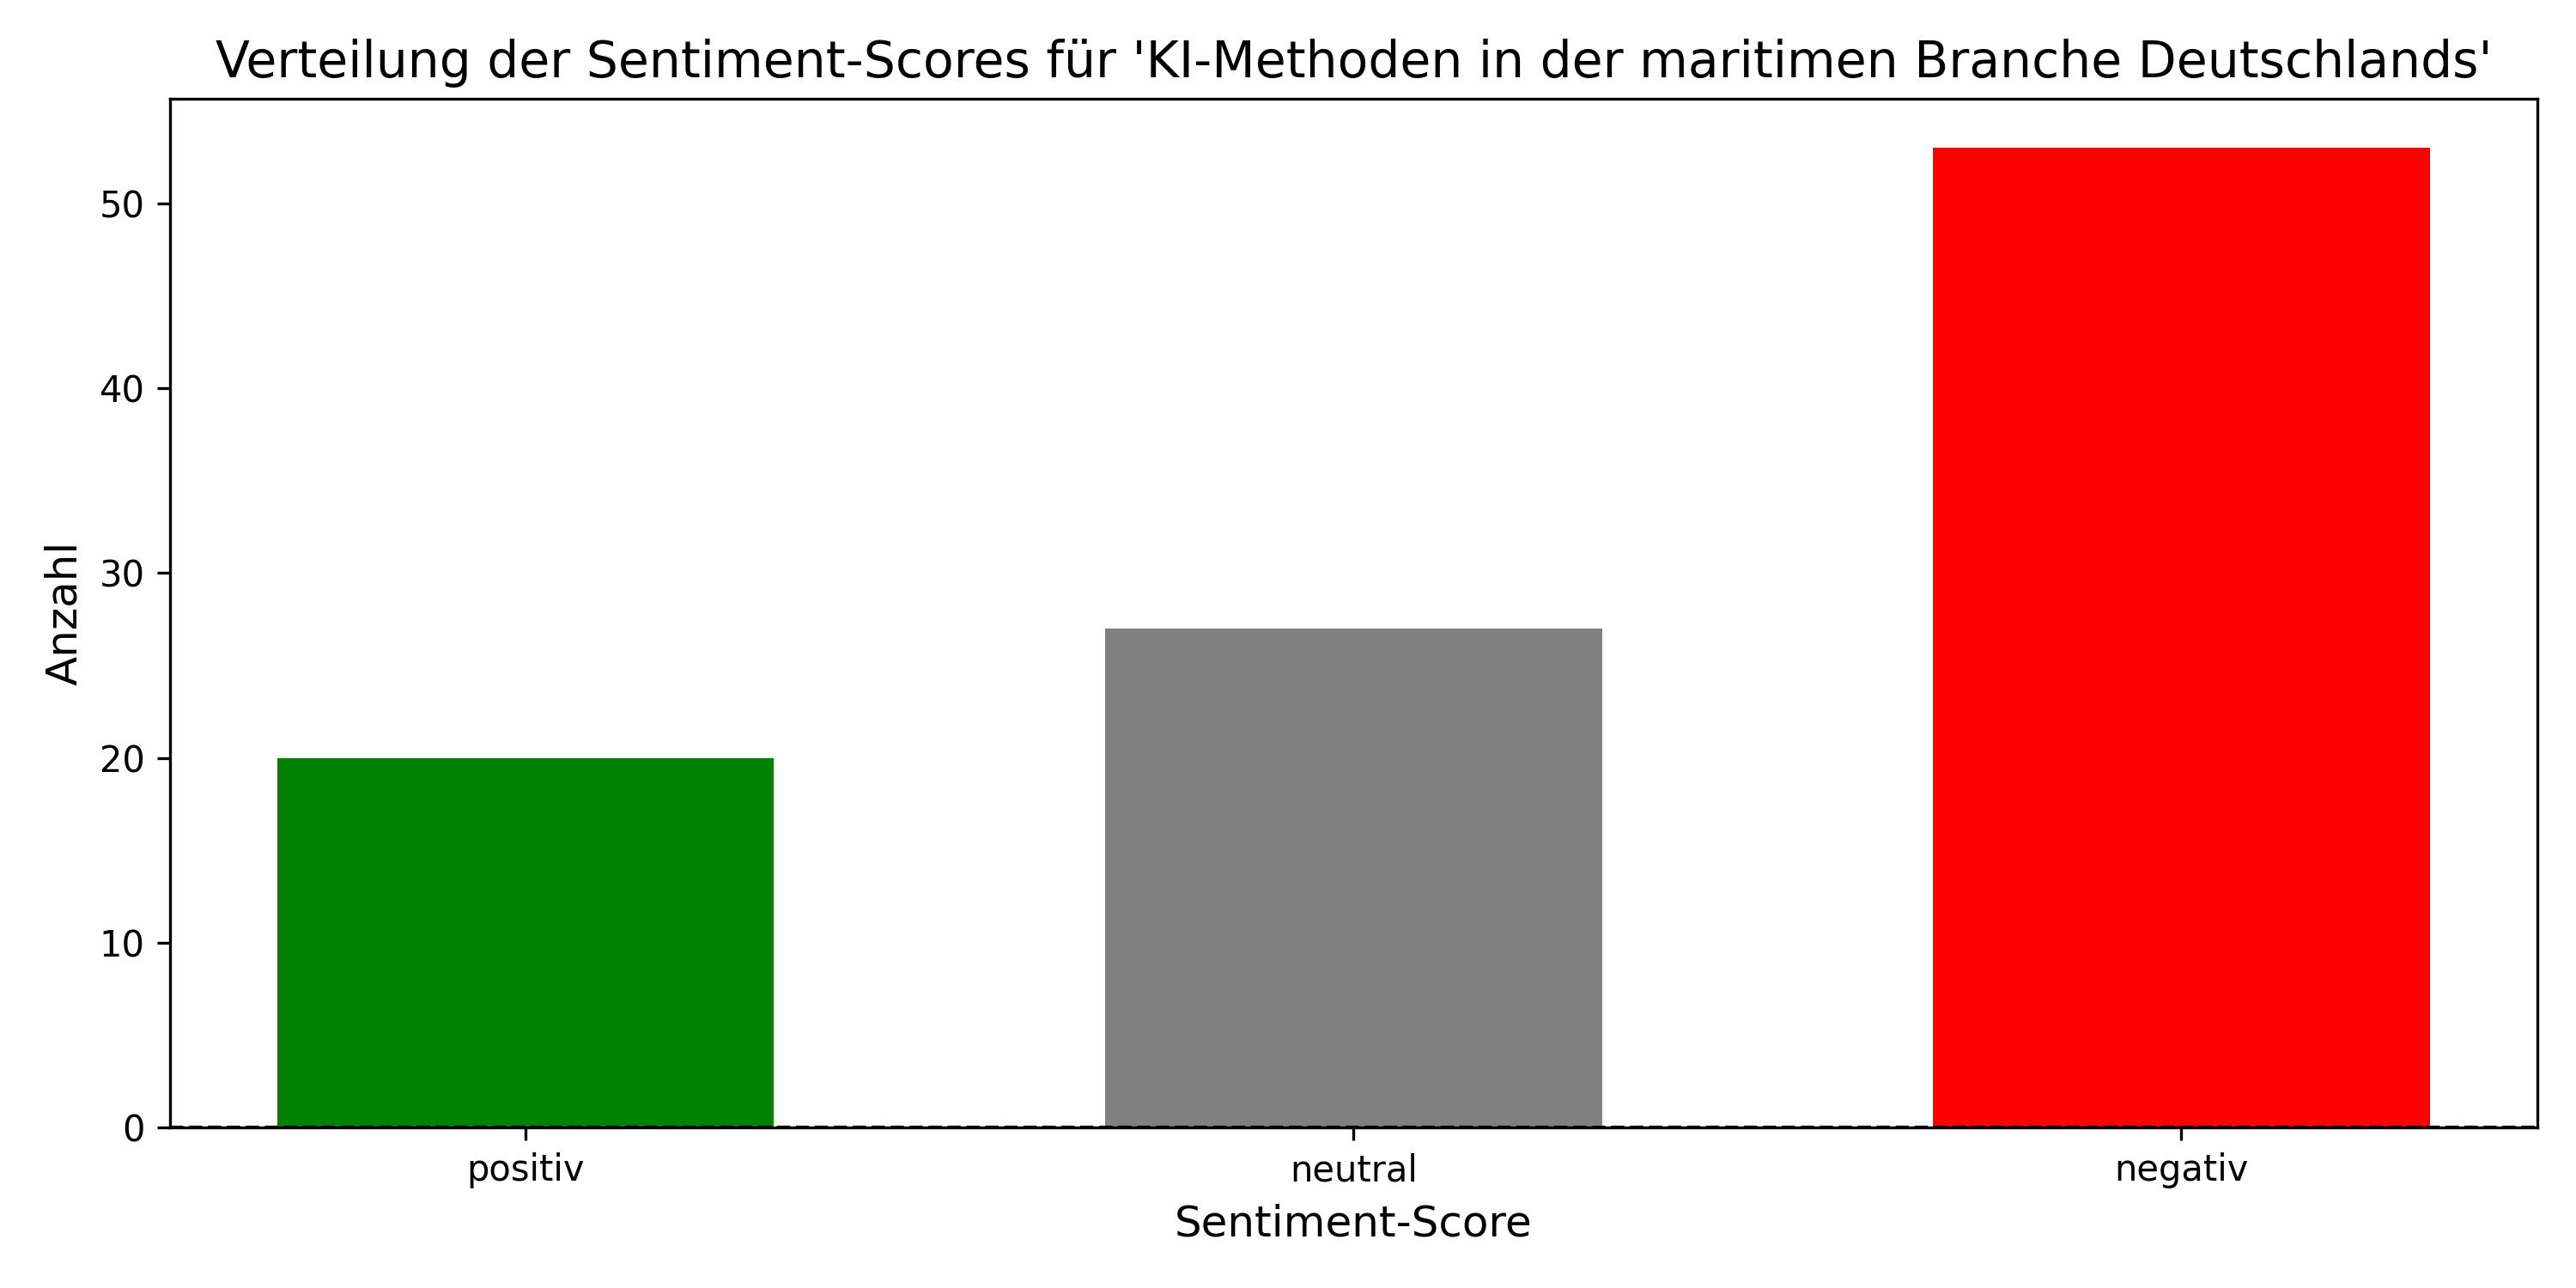 Verteilung der Sentiment-Scores für 'KI-Methoden in der maritimen Branche Deutschlands'
Anzahl
50
40
30
20
10
0
positiv neutral negativ
Sentiment-Score